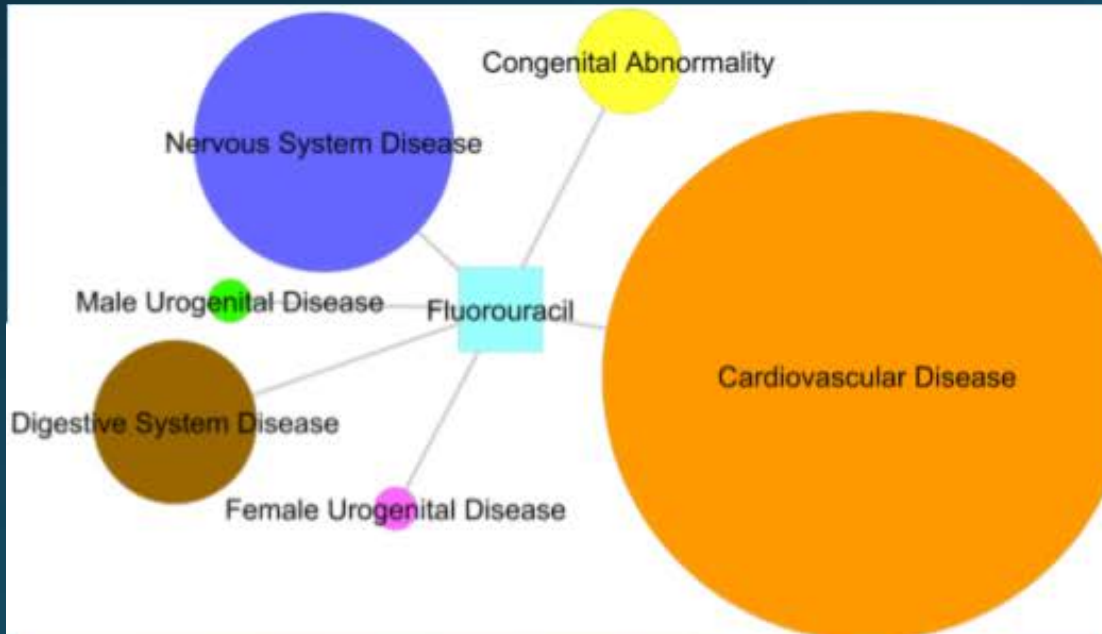 Congenital Abnormality
Nervous System Disease
Male Urogenital Disease
Fluorouracil
Cardiovascular Disease
Digestive System Disease
Female Urogenital Disease